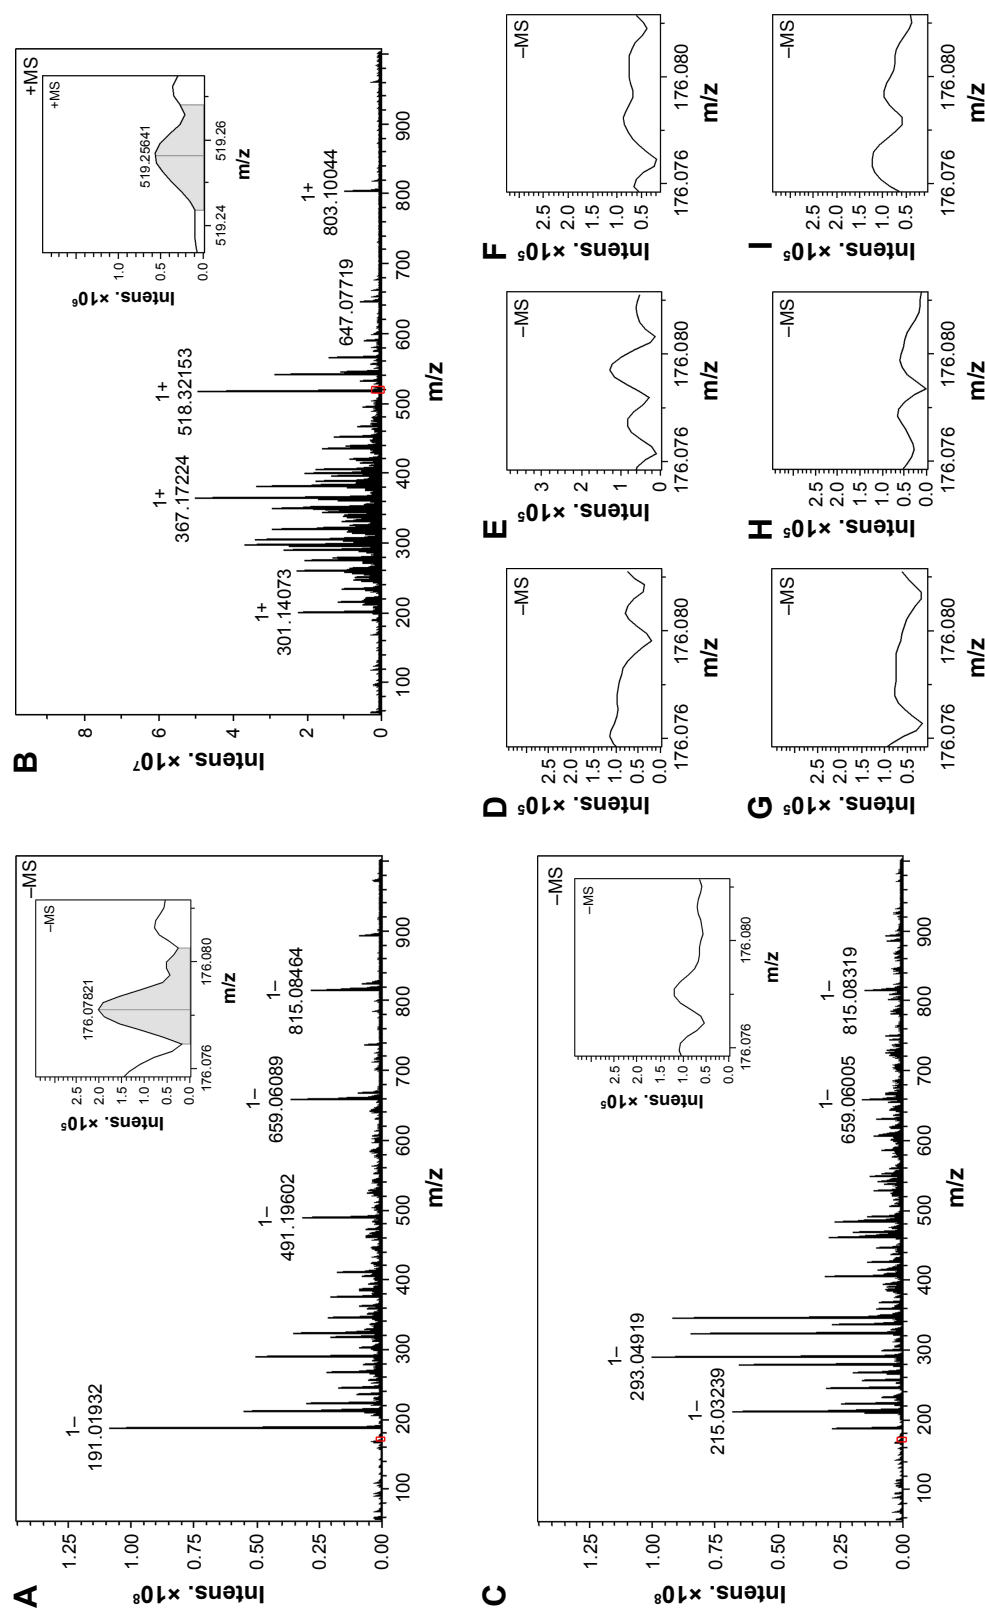 A
–MS
Intens. ×10⁸
1.25
1.00
0.75
0.50
0.25
0.00
1–
191.01932
1–
491.19602
1–
659.06089
1–
815.08464
100 200 300 400 500 600 700 800 900
m/z
–MS
Intens. ×10⁵
2.5
2.0
1.5
1.0
0.5
0.0
176.07821
176.076 176.080
m/z
B
+MS
Intens. ×10⁷
8
6
4
2
0
1+
301.14073
1+
367.17224
1+
518.32153
647.07719
1+
803.10044
100 200 300 400 500 600 700 800 900
m/z
+MS
Intens. ×10⁶
1.0
0.5
0.0
519.25641
519.24 519.26
m/z
C
–MS
Intens. ×10⁸
1.25
1.00
0.75
0.50
0.25
0.00
1–
215.03239
1–
293.04919
1–
659.06005
1–
815.08319
100 200 300 400 500 600 700 800 900
m/z
–MS
Intens. ×10⁵
2.5
2.0
1.5
1.0
0.5
0.0
176.076 176.080
m/z
D
–MS
Intens. ×10⁵
2.5
2.0
1.5
1.0
0.5
0.0
176.076 176.080
m/z
E
–MS
Intens. ×10⁵
3
2
1
0
176.076 176.080
m/z
F
–MS
Intens. ×10⁵
2.5
2.0
1.5
1.0
0.5
176.076 176.080
m/z
G
–MS
Intens. ×10⁵
2.5
2.0
1.5
1.0
0.5
176.076 176.080
m/z
H
–MS
Intens. ×10⁵
2.5
2.0
1.5
1.0
0.5
0.0
176.076 176.080
m/z
I
–MS
Intens. ×10⁵
2.5
2.0
1.5
1.0
0.5
176.076 176.080
m/z